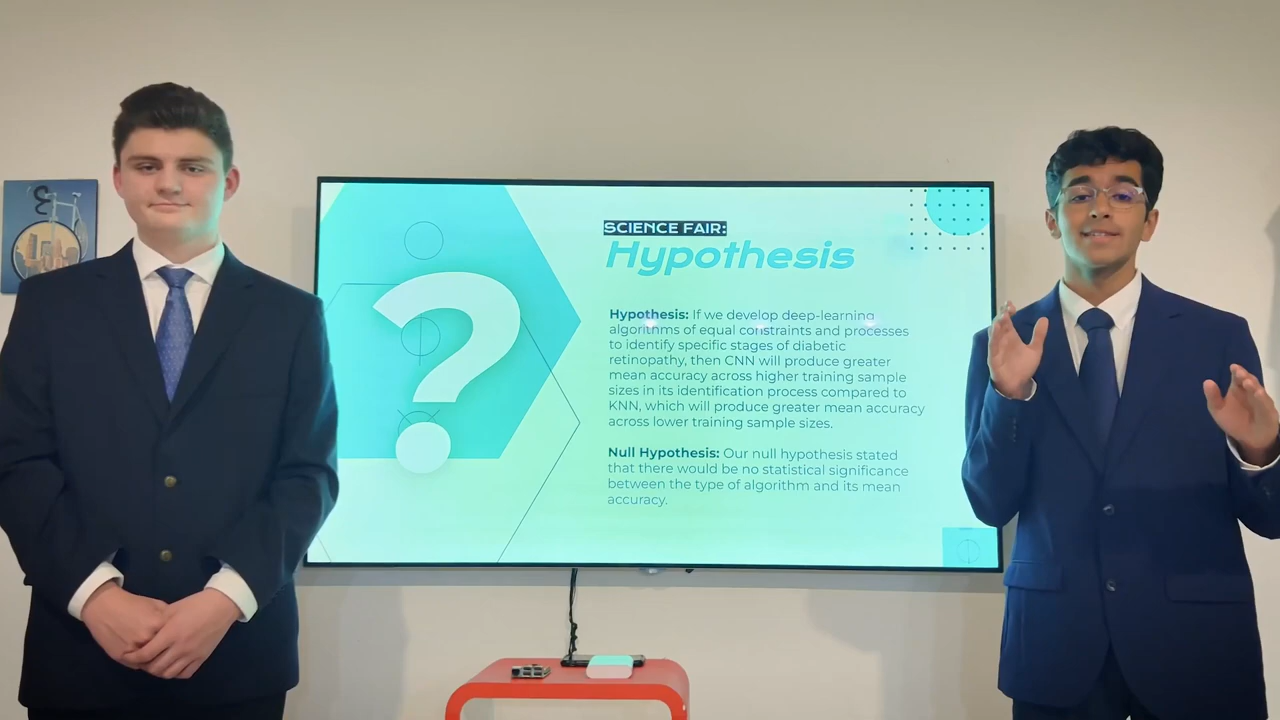 SCIENCE FAIR:
Hypothesis
Hypothesis: If we develop deep-learning
algorithms of equal constraints and processes
to identify specific stages of diabetic
retinopathy, then CNN will produce greater
mean accuracy across higher training sample
sizes in its identification process compared to
KNN, which will produce greater mean accuracy
across lower training sample sizes.
Null Hypothesis: Our null hypothesis stated
that there would be no statistical significance
between the type of algorithm and its mean
accuracy.